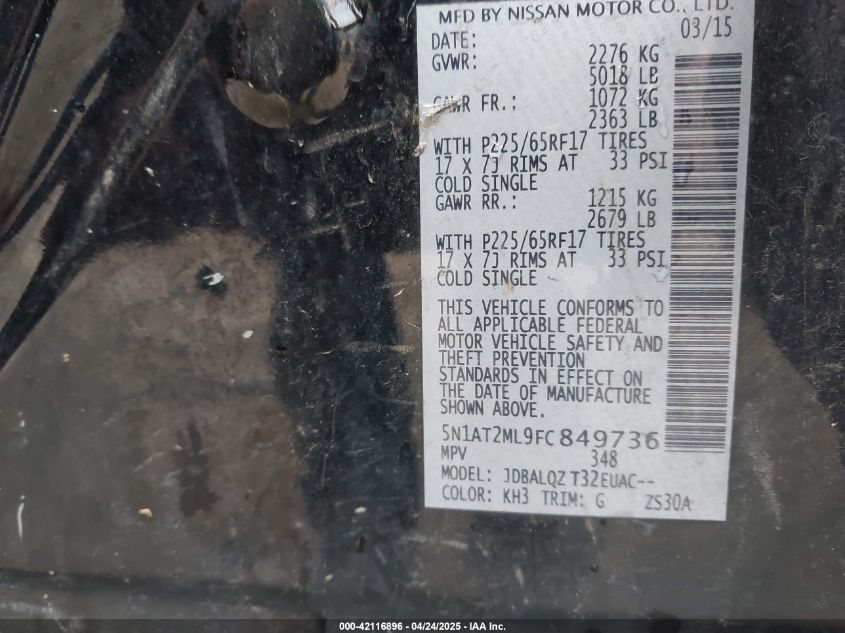 MFD BY NISSAN MOTOR CO., LTD.
DATE: 03/15
GVWR: 2276 KG
5018 LB
GAWR FR.: 1072 KG
2363 LB
WITH P225/65RF17 TIRES
17 X 7J RIMS AT 33 PSI
COLD SINGLE
GAWR RR.: 1215 KG
2679 LB
WITH P225/65RF17 TIRES
17 X 7J RIMS AT 33 PSI
COLD SINGLE
THIS VEHICLE CONFORMS TO
ALL APPLICABLE FEDERAL
MOTOR VEHICLE SAFETY AND
THEFT PREVENTION
STANDARDS IN EFFECT ON
THE DATE OF MANUFACTURE
SHOWN ABOVE.
5N1AT2ML9FC849736
MPV 348
MODEL: JDBALQZ T32EUAC--
COLOR: KH3 TRIM: G ZS30A
000-42116896 - 04/24/2025 - IAA Inc.